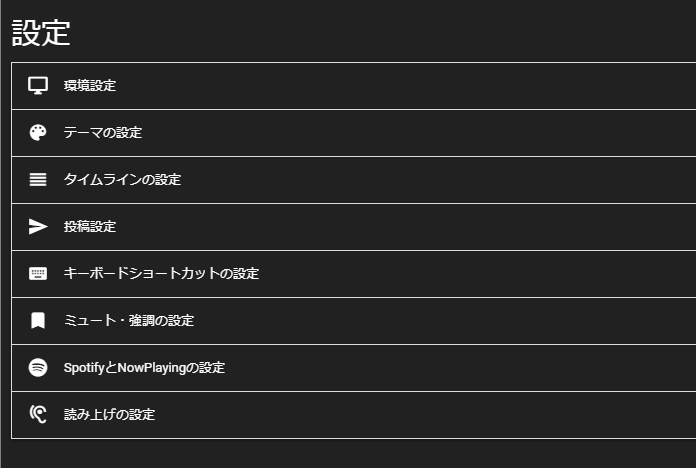 設定
環境設定
テーマの設定
タイムラインの設定
投稿設定
キーボードショートカットの設定
ミュート・強調の設定
SpotifyとNowPlayingの設定
読み上げの設定